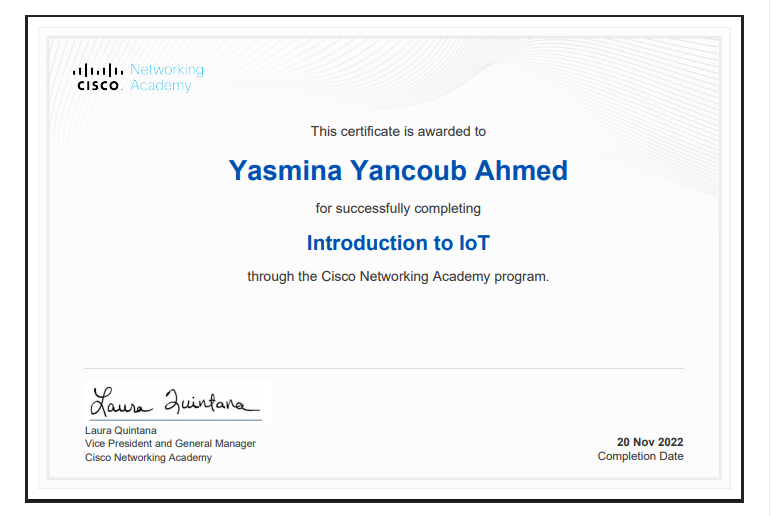 Networking
CISCO. Academy
This certificate is awarded to
Yasmina Yancoub Ahmed
for successfully completing
Introduction to IoT
through the Cisco Networking Academy program.
Laura Quintana
Laura Quintana
Vice President and General Manager
Cisco Networking Academy
20 Nov 2022
Completion Date